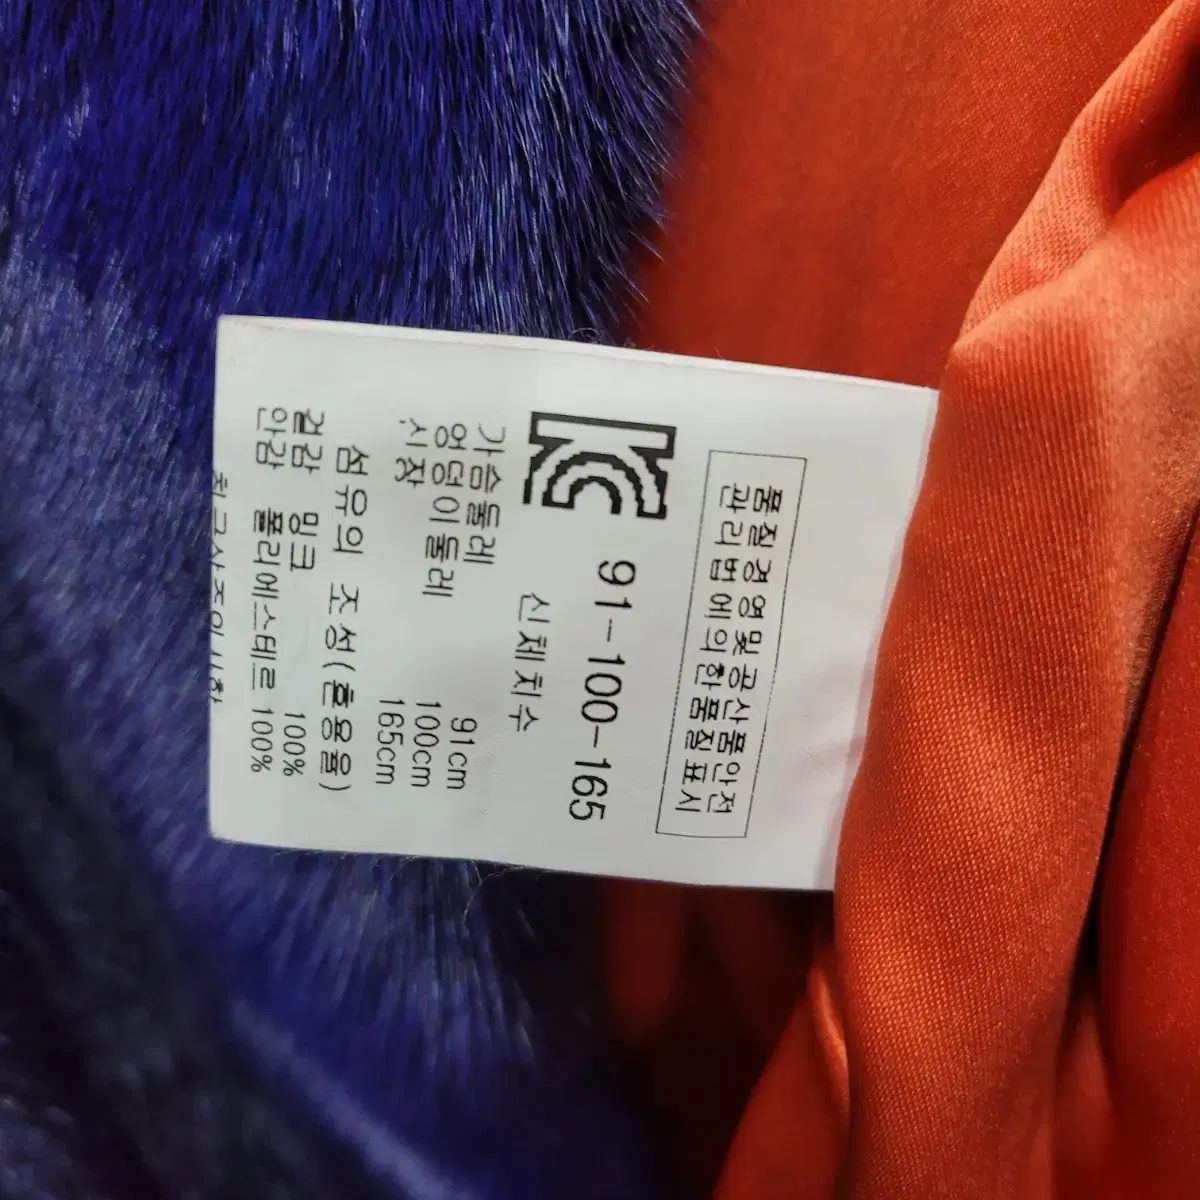 품질경영및공산품안전
관리법에의한품질표시
KC
91-100-165
신체치수
가슴둘레 91cm
엉덩이둘레 100cm
신장 165cm
섬유의 조성(혼용율)
겉감 밍크 100%
안감 폴리에스테르 100%